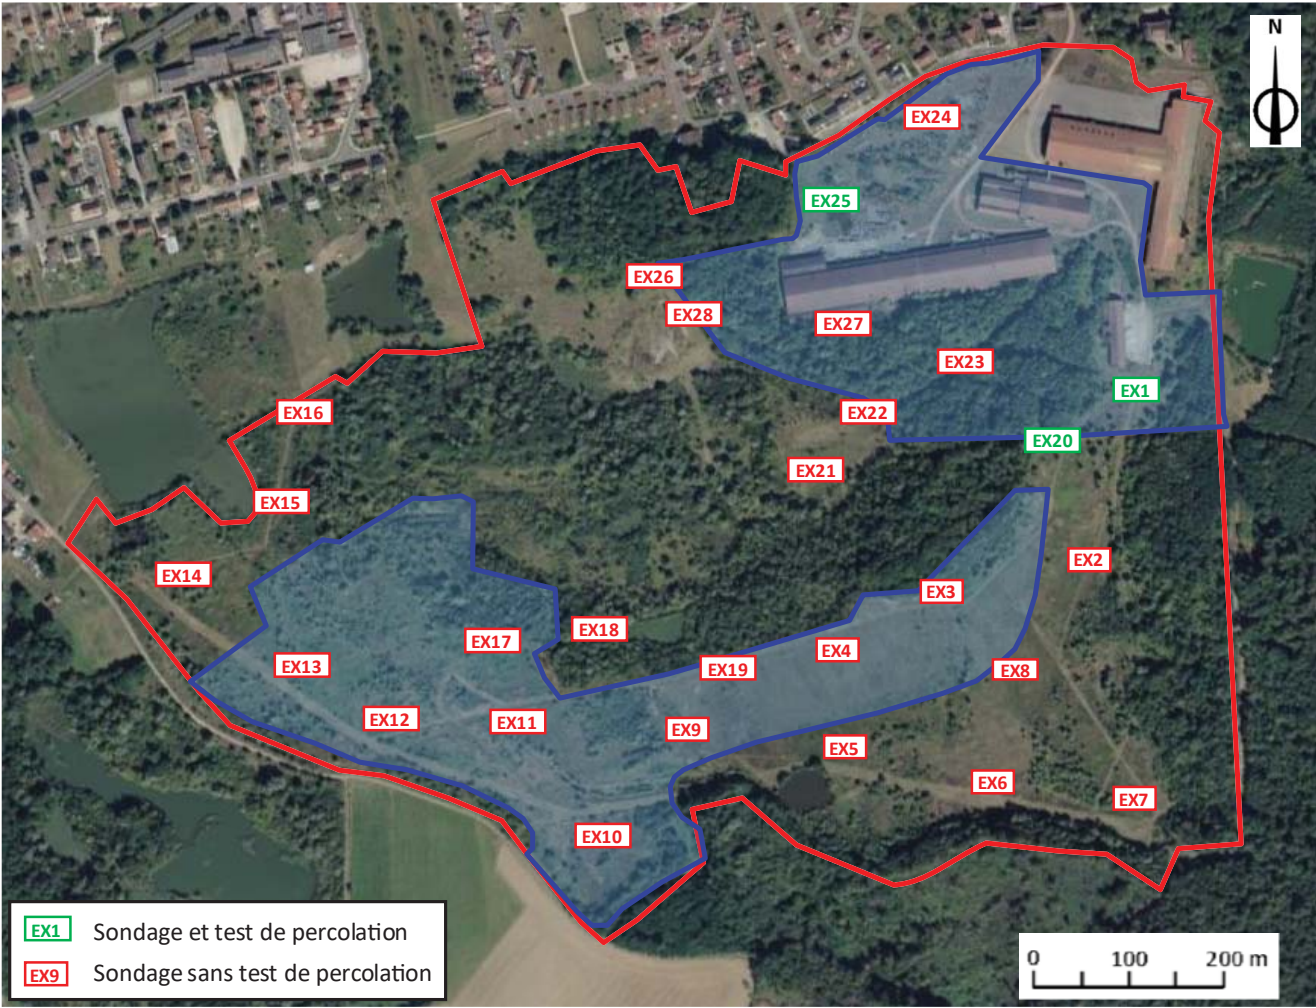 N
EX24
EX25
EX26
EX28
EX27
EX23
EX1
EX22
EX16
EX20
EX21
EX15
EX2
EX14
EX3
EX18
EX17
EX4
EX13
EX19
EX8
EX12
EX11
EX9
EX5
EX6
EX7
EX10
EX1 Sondage et test de percolation
EX9 Sondage sans test de percolation
0 100 200 m